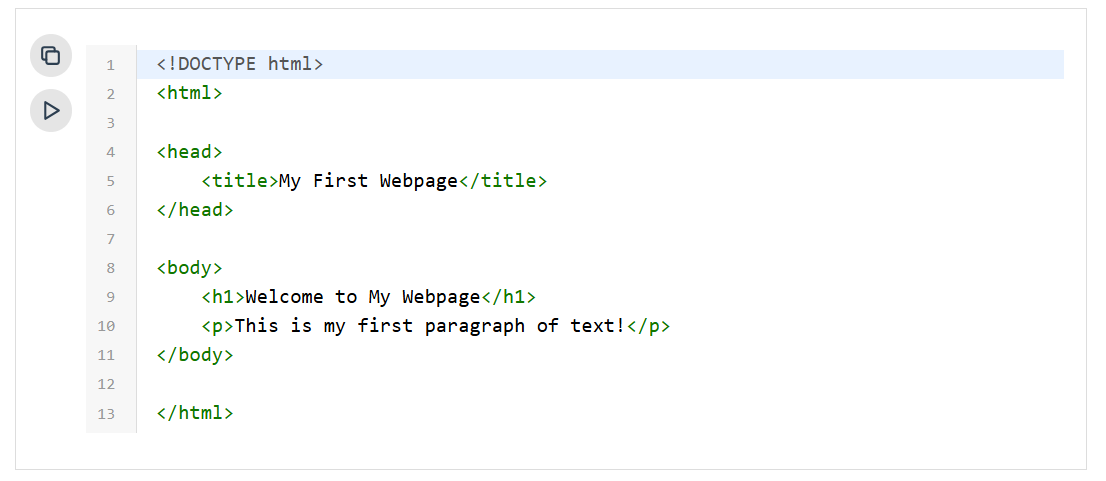 1 <!DOCTYPE html>
2 <html>
3
4 <head>
5     <title>My First Webpage</title>
6 </head>
7
8 <body>
9     <h1>Welcome to My Webpage</h1>
10     <p>This is my first paragraph of text!</p>
11 </body>
12
13 </html>